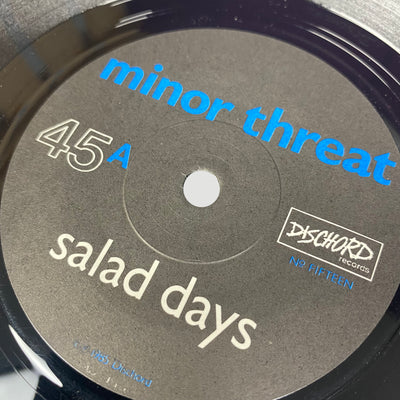 minor threat
45 A
DISCHORD
records
No FIFTEEN
salad days